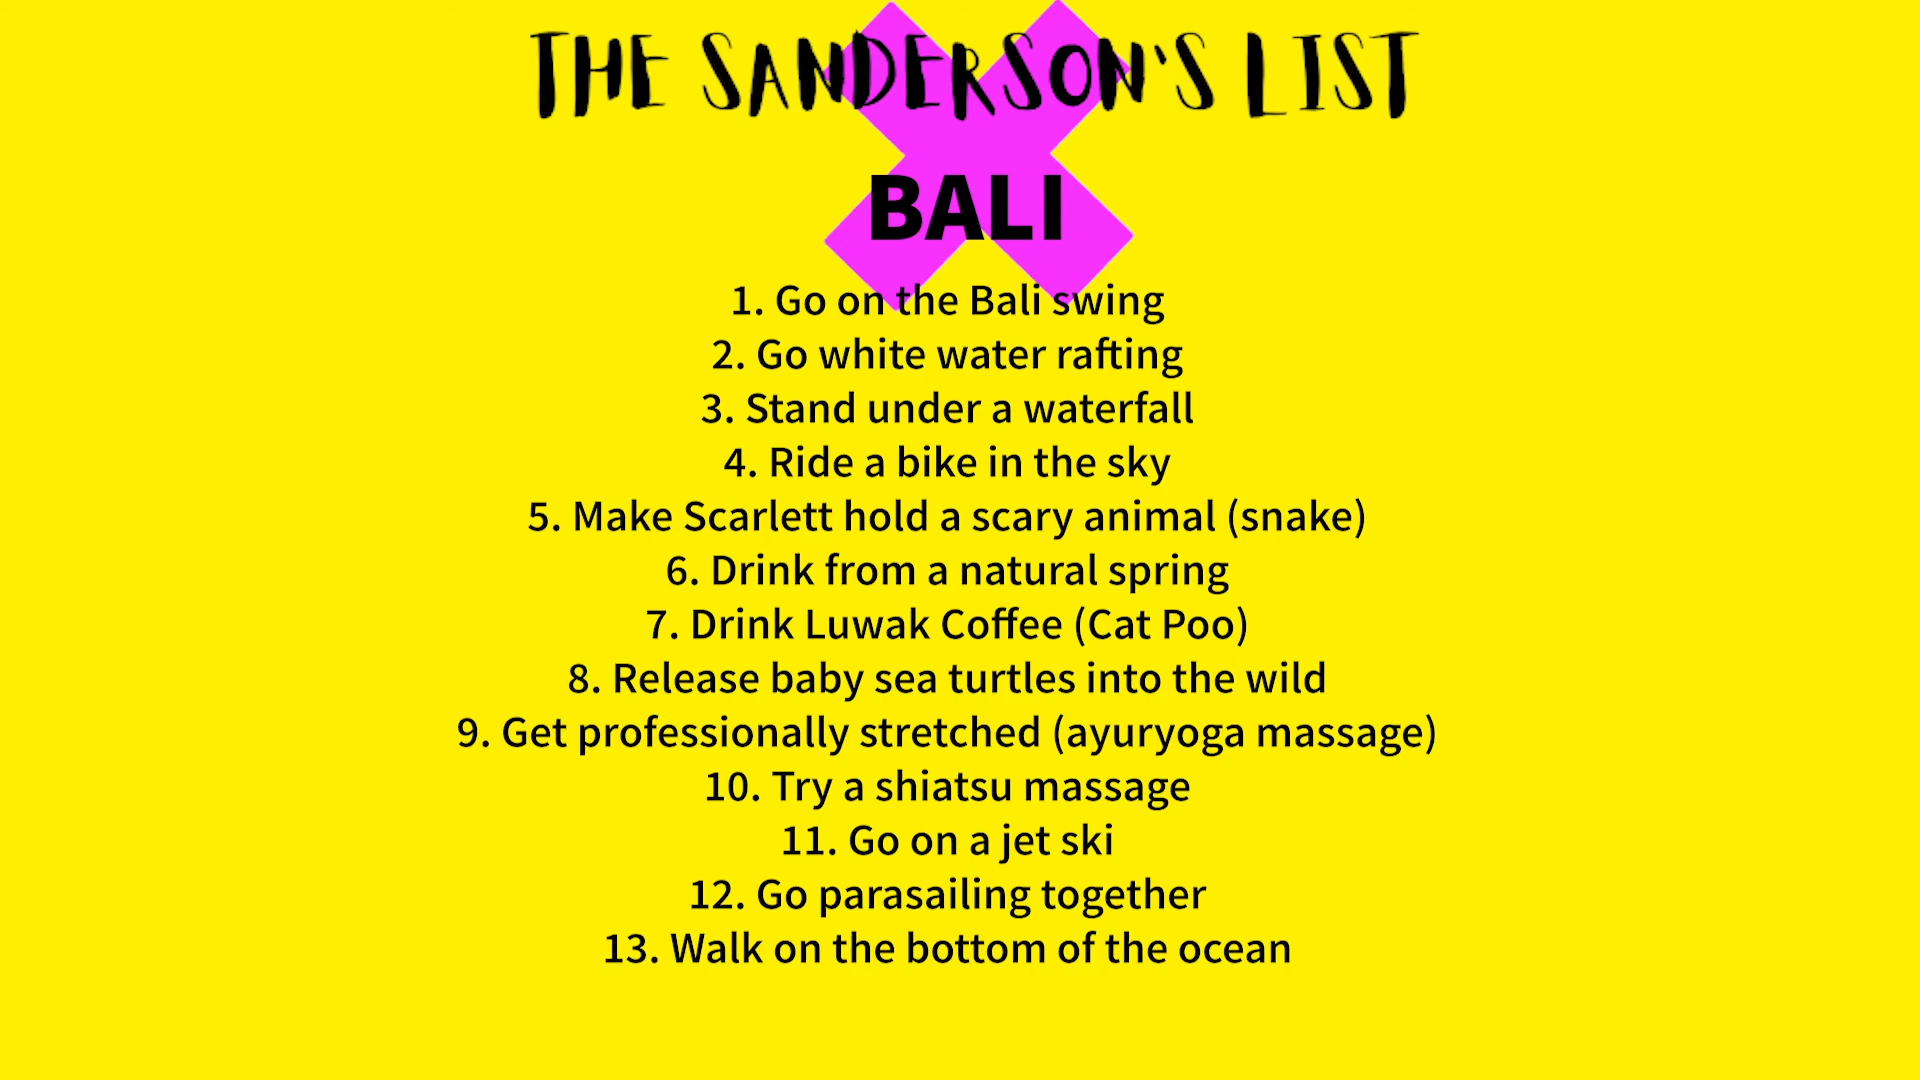 THE SANDERSON'S LIST
BALI
1. Go on the Bali swing
2. Go white water rafting
3. Stand under a waterfall
4. Ride a bike in the sky
5. Make Scarlett hold a scary animal (snake)
6. Drink from a natural spring
7. Drink Luwak Coffee (Cat Poo)
8. Release baby sea turtles into the wild
9. Get professionally stretched (ayuryoga massage)
10. Try a shiatsu massage
11. Go on a jet ski
12. Go parasailing together
13. Walk on the bottom of the ocean